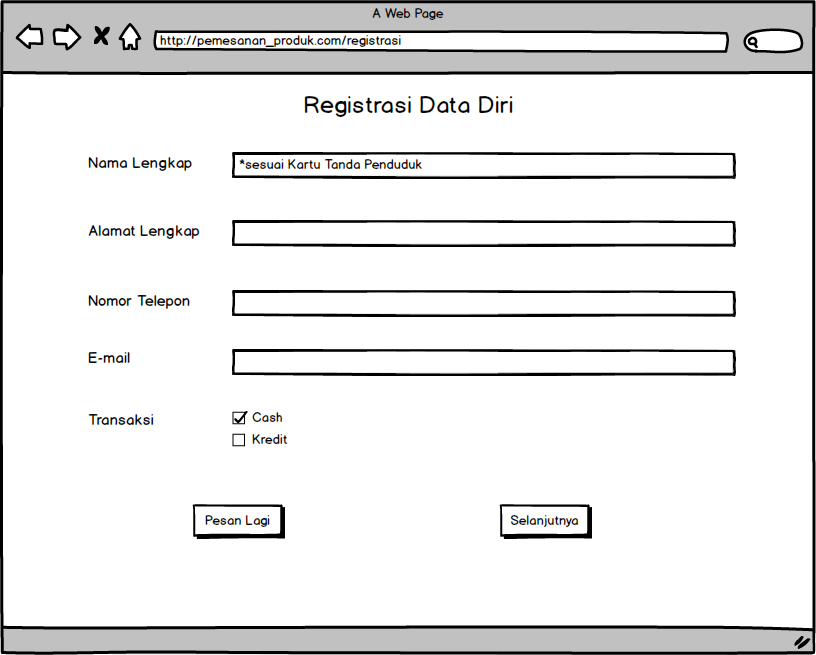 A Web Page
http://pemesanan_produk.com/registrasi
Registrasi Data Diri
Nama Lengkap *sesuai Kartu Tanda Penduduk
Alamat Lengkap
Nomor Telepon
E-mail
Transaksi Cash
Kredit
Pesan Lagi Selanjutnya